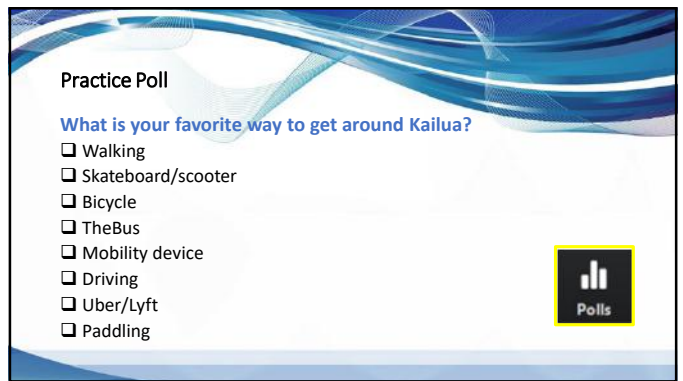 Practice Poll
What is your favorite way to get around Kailua?
❑ Walking
❑ Skateboard/scooter
❑ Bicycle
❑ TheBus
❑ Mobility device
❑ Driving
❑ Uber/Lyft
❑ Paddling
Polls